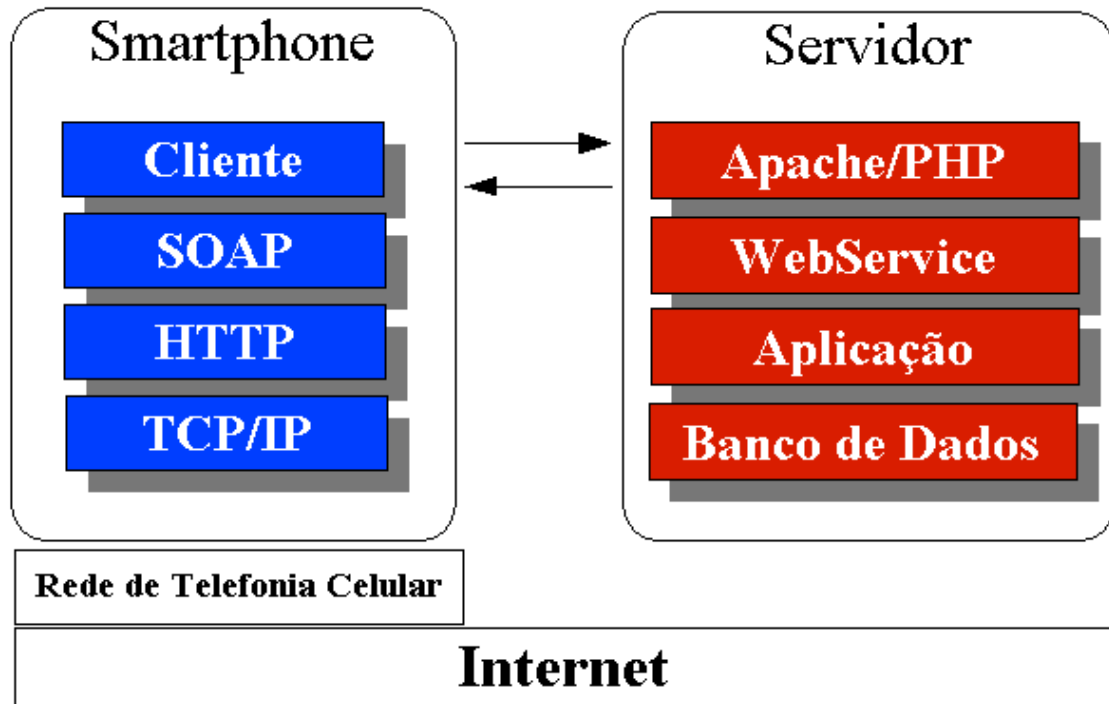 Smartphone
Cliente
SOAP
HTTP
TCP/IP
Servidor
Apache/PHP
WebService
Aplicação
Banco de Dados
Rede de Telefonia Celular
Internet